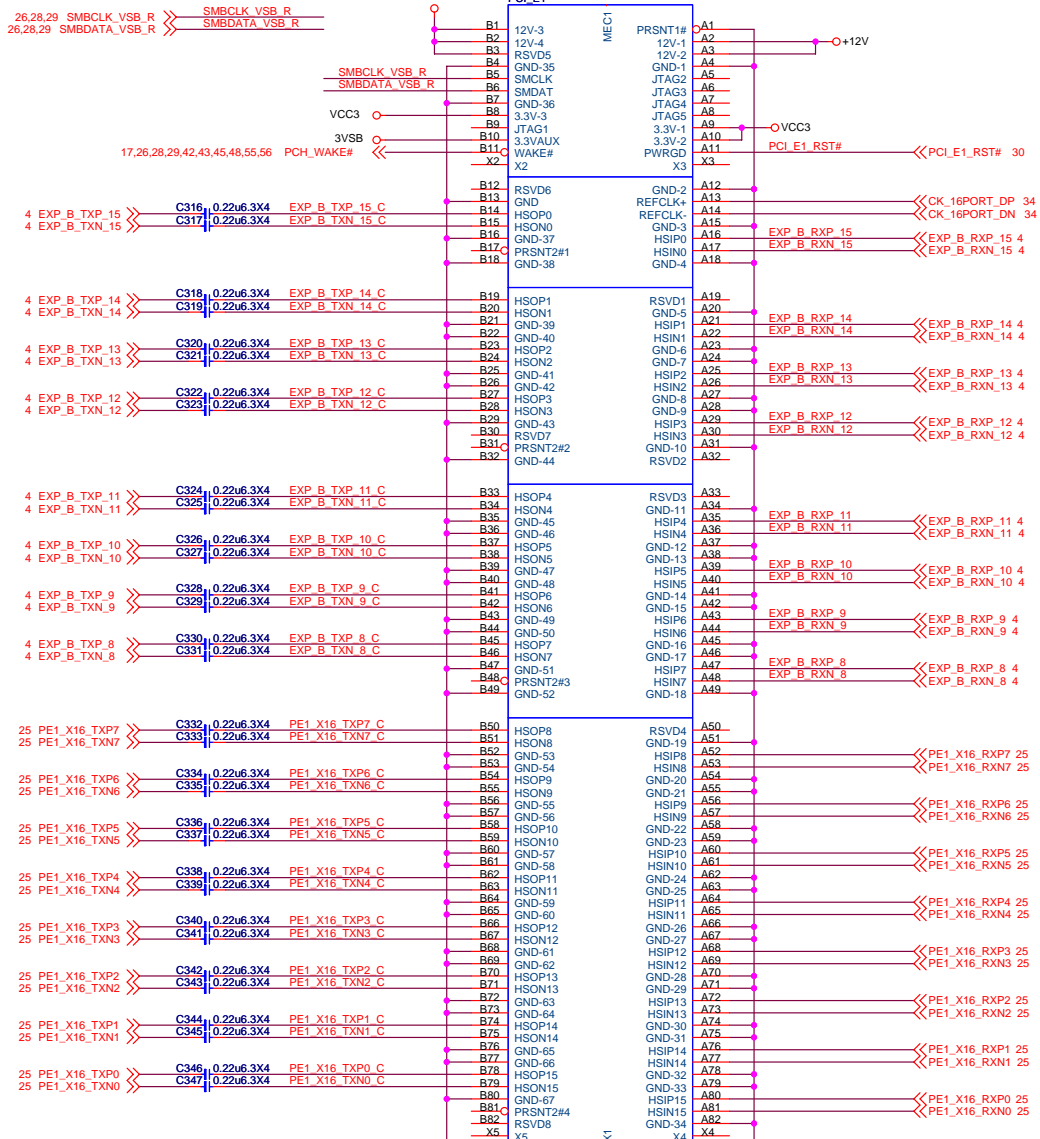 26,28,29 SMBCLK_VSB_R SMBCLK_VSB_R
26,28,29 SMBDATA_VSB_R SMBDATA_VSB_R
MEC1
B1 12V-3 PRSNT1# A1
B2 12V-4 12V-1 A2 +12V
B3 RSVD5 12V-2 A3
B4 GND-35 GND-1 A4
SMBCLK_VSB_R B5 SMCLK JTAG2 A5
SMBDATA_VSB_R B6 SMDAT JTAG3 A6
B7 GND-36 JTAG4 A7
VCC3 B8 3.3V-3 JTAG5 A8
B9 JTAG1 3.3V-1 A9 VCC3
3VSB B10 3.3VAUX 3.3V-2 A10
17,26,28,29,42,43,45,48,55,56 PCH_WAKE# B11 WAKE# PWRGD A11 PCI_E1_RST# PCI_E1_RST# 30
X2 X2 X3 X3
B12 RSVD6 GND-2 A12
B13 GND REFCLK+ A13 CK_16PORT_DP 34
4 EXP_B_TXP_15 C316 0.22u6.3X4 EXP_B_TXP_15_C B14 HSOP0 REFCLK- A14 CK_16PORT_DN 34
4 EXP_B_TXN_15 C317 0.22u6.3X4 EXP_B_TXN_15_C B15 HSON0 GND-3 A15
B16 GND-37 HSIP0 A16 EXP_B_RXP_15 EXP_B_RXP_15 4
B17 PRSNT2#1 HSIN0 A17 EXP_B_RXN_15 EXP_B_RXN_15 4
B18 GND-38 GND-4 A18
4 EXP_B_TXP_14 C318 0.22u6.3X4 EXP_B_TXP_14_C B19 HSOP1 RSVD1 A19
4 EXP_B_TXN_14 C319 0.22u6.3X4 EXP_B_TXN_14_C B20 HSON1 GND-5 A20
B21 GND-39 HSIP1 A21 EXP_B_RXP_14 EXP_B_RXP_14 4
B22 GND-40 HSIN1 A22 EXP_B_RXN_14 EXP_B_RXN_14 4
4 EXP_B_TXP_13 C320 0.22u6.3X4 EXP_B_TXP_13_C B23 HSOP2 GND-6 A23
4 EXP_B_TXN_13 C321 0.22u6.3X4 EXP_B_TXN_13_C B24 HSON2 GND-7 A24
B25 GND-41 HSIP2 A25 EXP_B_RXP_13 EXP_B_RXP_13 4
B26 GND-42 HSIN2 A26 EXP_B_RXN_13 EXP_B_RXN_13 4
4 EXP_B_TXP_12 C322 0.22u6.3X4 EXP_B_TXP_12_C B27 HSOP3 GND-8 A27
4 EXP_B_TXN_12 C323 0.22u6.3X4 EXP_B_TXN_12_C B28 HSON3 GND-9 A28
B29 GND-43 HSIP3 A29 EXP_B_RXP_12 EXP_B_RXP_12 4
B30 RSVD7 HSIN3 A30 EXP_B_RXN_12 EXP_B_RXN_12 4
B31 PRSNT2#2 GND-10 A31
B32 GND-44 RSVD2 A32
4 EXP_B_TXP_11 C324 0.22u6.3X4 EXP_B_TXP_11_C B33 HSOP4 RSVD3 A33
4 EXP_B_TXN_11 C325 0.22u6.3X4 EXP_B_TXN_11_C B34 HSON4 GND-11 A34
B35 GND-45 HSIP4 A35 EXP_B_RXP_11 EXP_B_RXP_11 4
B36 GND-46 HSIN4 A36 EXP_B_RXN_11 EXP_B_RXN_11 4
4 EXP_B_TXP_10 C326 0.22u6.3X4 EXP_B_TXP_10_C B37 HSOP5 GND-12 A37
4 EXP_B_TXN_10 C327 0.22u6.3X4 EXP_B_TXN_10_C B38 HSON5 GND-13 A38
B39 GND-47 HSIP5 A39 EXP_B_RXP_10 EXP_B_RXP_10 4
B40 GND-48 HSIN5 A40 EXP_B_RXN_10 EXP_B_RXN_10 4
4 EXP_B_TXP_9 C328 0.22u6.3X4 EXP_B_TXP_9_C B41 HSOP6 GND-14 A41
4 EXP_B_TXN_9 C329 0.22u6.3X4 EXP_B_TXN_9_C B42 HSON6 GND-15 A42
B43 GND-49 HSIP6 A43 EXP_B_RXP_9 EXP_B_RXP_9 4
B44 GND-50 HSIN6 A44 EXP_B_RXN_9 EXP_B_RXN_9 4
4 EXP_B_TXP_8 C330 0.22u6.3X4 EXP_B_TXP_8_C B45 HSOP7 GND-16 A45
4 EXP_B_TXN_8 C331 0.22u6.3X4 EXP_B_TXN_8_C B46 HSON7 GND-17 A46
B47 GND-51 HSIP7 A47 EXP_B_RXP_8 EXP_B_RXP_8 4
B48 PRSNT2#3 HSIN7 A48 EXP_B_RXN_8 EXP_B_RXN_8 4
B49 GND-52 GND-18 A49
25 PE1_X16_TXP7 C332 0.22u6.3X4 PE1_X16_TXP7_C B50 HSOP8 RSVD4 A50
25 PE1_X16_TXN7 C333 0.22u6.3X4 PE1_X16_TXN7_C B51 HSON8 GND-19 A51
B52 GND-53 HSIP8 A52 PE1_X16_RXP7 25
B53 GND-54 HSIN8 A53 PE1_X16_RXN7 25
25 PE1_X16_TXP6 C334 0.22u6.3X4 PE1_X16_TXP6_C B54 HSOP9 GND-20 A54
25 PE1_X16_TXN6 C335 0.22u6.3X4 PE1_X16_TXN6_C B55 HSON9 GND-21 A55
B56 GND-55 HSIP9 A56 PE1_X16_RXP6 25
B57 GND-56 HSIN9 A57 PE1_X16_RXN6 25
25 PE1_X16_TXP5 C336 0.22u6.3X4 PE1_X16_TXP5_C B58 HSOP10 GND-22 A58
25 PE1_X16_TXN5 C337 0.22u6.3X4 PE1_X16_TXN5_C B59 HSON10 GND-23 A59
B60 GND-57 HSIP10 A60 PE1_X16_RXP5 25
B61 GND-58 HSIN10 A61 PE1_X16_RXN5 25
25 PE1_X16_TXP4 C338 0.22u6.3X4 PE1_X16_TXP4_C B62 HSOP11 GND-24 A62
25 PE1_X16_TXN4 C339 0.22u6.3X4 PE1_X16_TXN4_C B63 HSON11 GND-25 A63
B64 GND-59 HSIP11 A64 PE1_X16_RXP4 25
B65 GND-60 HSIN11 A65 PE1_X16_RXN4 25
25 PE1_X16_TXP3 C340 0.22u6.3X4 PE1_X16_TXP3_C B66 HSOP12 GND-26 A66
25 PE1_X16_TXN3 C341 0.22u6.3X4 PE1_X16_TXN3_C B67 HSON12 GND-27 A67
B68 GND-61 HSIP12 A68 PE1_X16_RXP3 25
B69 GND-62 HSIN12 A69 PE1_X16_RXN3 25
25 PE1_X16_TXP2 C342 0.22u6.3X4 PE1_X16_TXP2_C B70 HSOP13 GND-28 A70
25 PE1_X16_TXN2 C343 0.22u6.3X4 PE1_X16_TXN2_C B71 HSON13 GND-29 A71
B72 GND-63 HSIP13 A72 PE1_X16_RXP2 25
B73 GND-64 HSIN13 A73 PE1_X16_RXN2 25
25 PE1_X16_TXP1 C344 0.22u6.3X4 PE1_X16_TXP1_C B74 HSOP14 GND-30 A74
25 PE1_X16_TXN1 C345 0.22u6.3X4 PE1_X16_TXN1_C B75 HSON14 GND-31 A75
B76 GND-65 HSIP14 A76 PE1_X16_RXP1 25
B77 GND-66 HSIN14 A77 PE1_X16_RXN1 25
25 PE1_X16_TXP0 C346 0.22u6.3X4 PE1_X16_TXP0_C B78 HSOP15 GND-32 A78
25 PE1_X16_TXN0 C347 0.22u6.3X4 PE1_X16_TXN0_C B79 HSON15 GND-33 A79
B80 GND-67 HSIP15 A80 PE1_X16_RXP0 25
B81 PRSNT2#4 HSIN15 A81 PE1_X16_RXN0 25
B82 RSVD8 GND-34 A82
X5 X5 X1 X4 X4